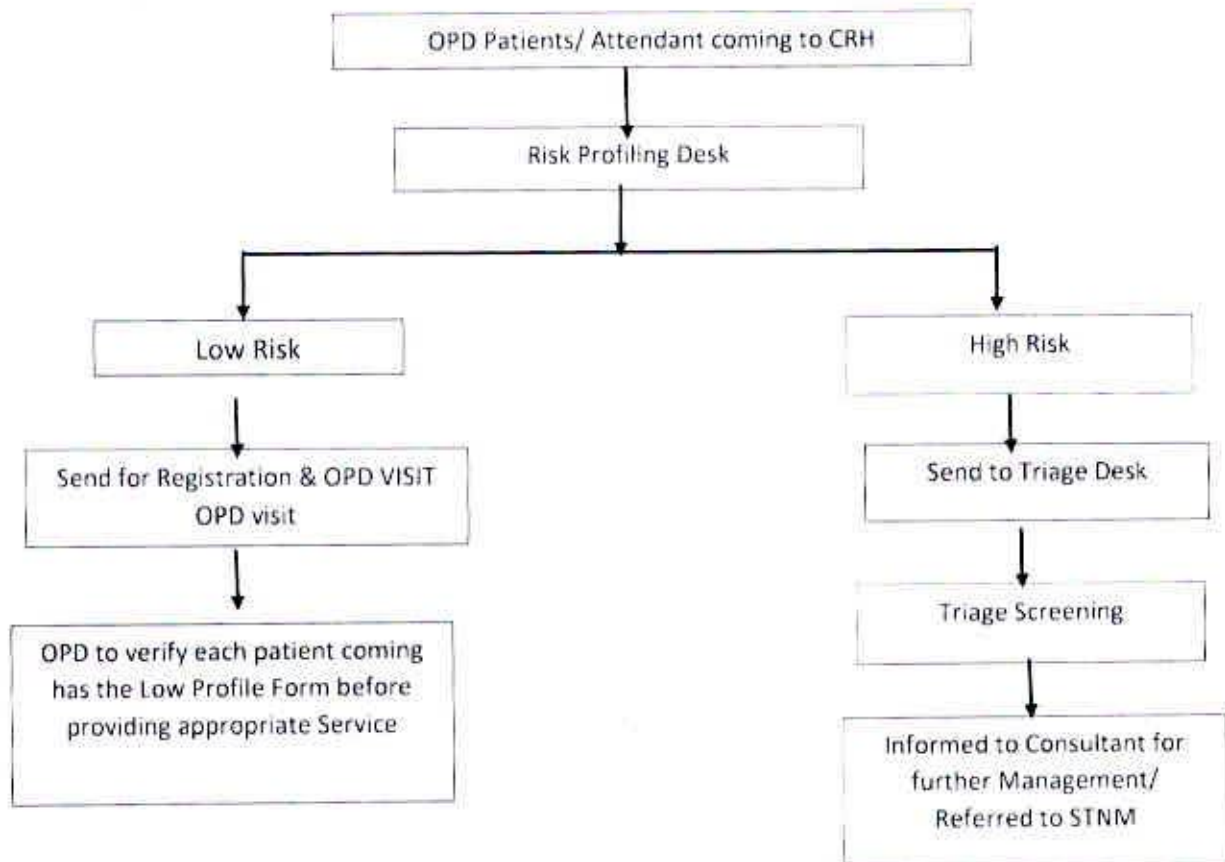 OPD Patients/ Attendant coming to CRH
Risk Profiling Desk
Low Risk
Send for Registration & OPD VISIT
OPD visit
OPD to verify each patient coming
has the Low Profile Form before
providing appropriate Service
High Risk
Send to Triage Desk
Triage Screening
Informed to Consultant for
further Management/
Referred to STNM